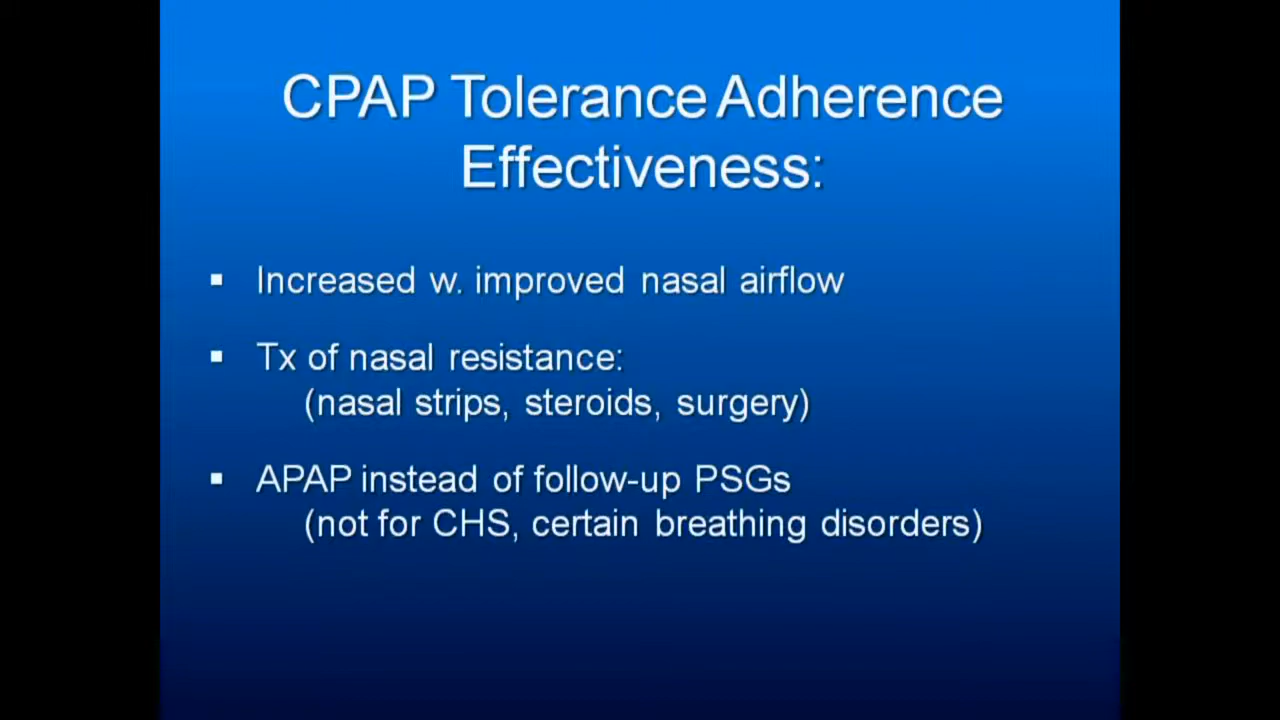 CPAP Tolerance Adherence
Effectiveness:
▪ Increased w. improved nasal airflow
▪ Tx of nasal resistance:
(nasal strips, steroids, surgery)
▪ APAP instead of follow-up PSGs
(not for CHS, certain breathing disorders)